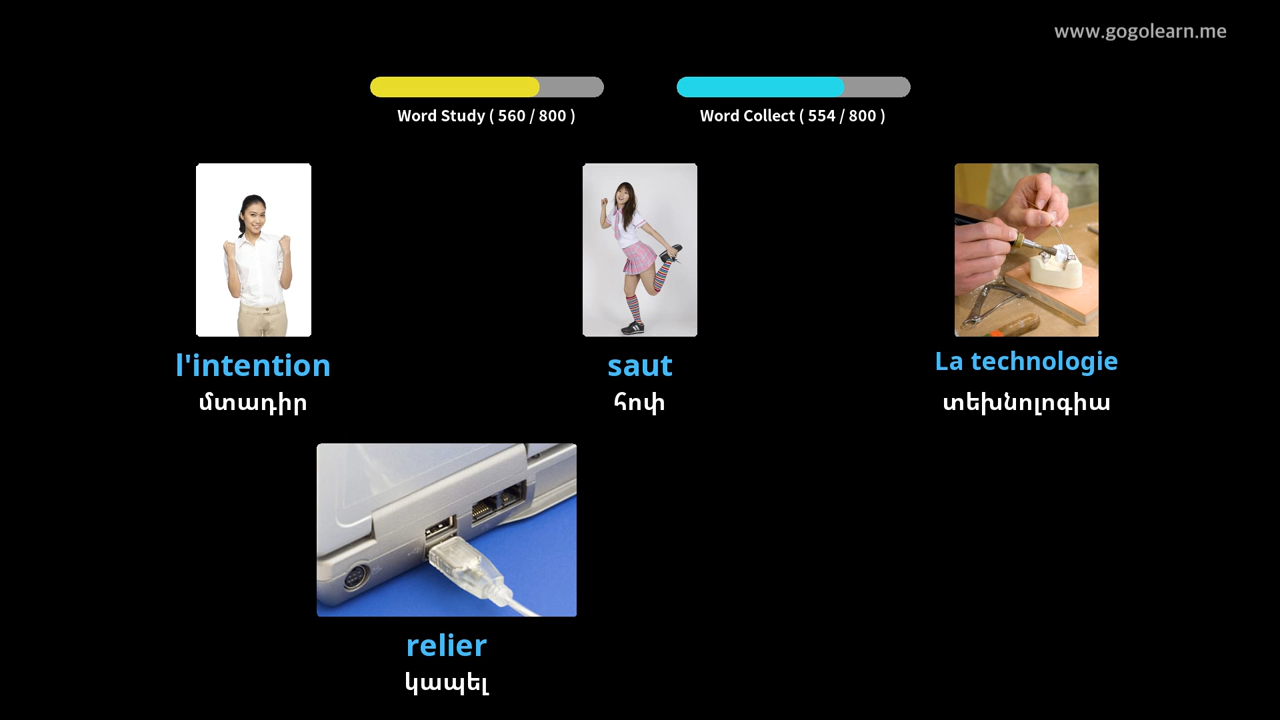 www.gogolearn.me
Word Study ( 560 / 800 )
Word Collect ( 554 / 800 )
l'intention
մտադիր
saut
հոփ
La technologie
տեխնոլոգիա
relier
կապել